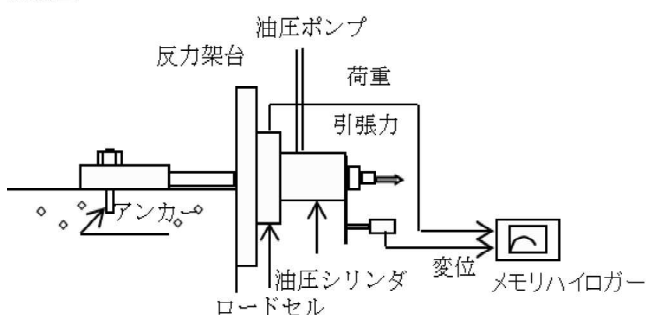 油圧ポンプ
反力架台
荷重
引張力
アンカー
変位
油圧シリンダ
メモリハイロガー
ロードセル